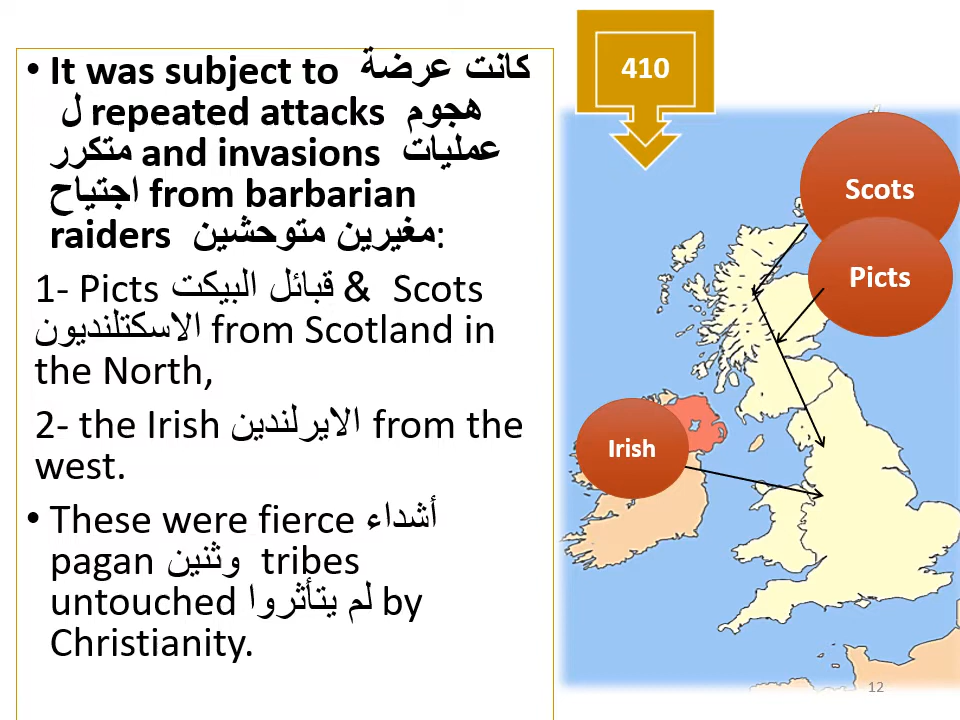 • It was subject to كانت عرضة
ل repeated attacks هجوم
متكرر and invasions عمليات
اجتياح from barbarian
raiders مغيرين متوحشين:
1- Picts قبائل البيكت & Scots
الاسكتلنديون from Scotland in
the North,
2- the Irish الايرلندين from the
west.
• These were fierce أشداء
pagan وثنين tribes
untouched لم يتأثروا by
Christianity.
410
Scots
Picts
Irish
12